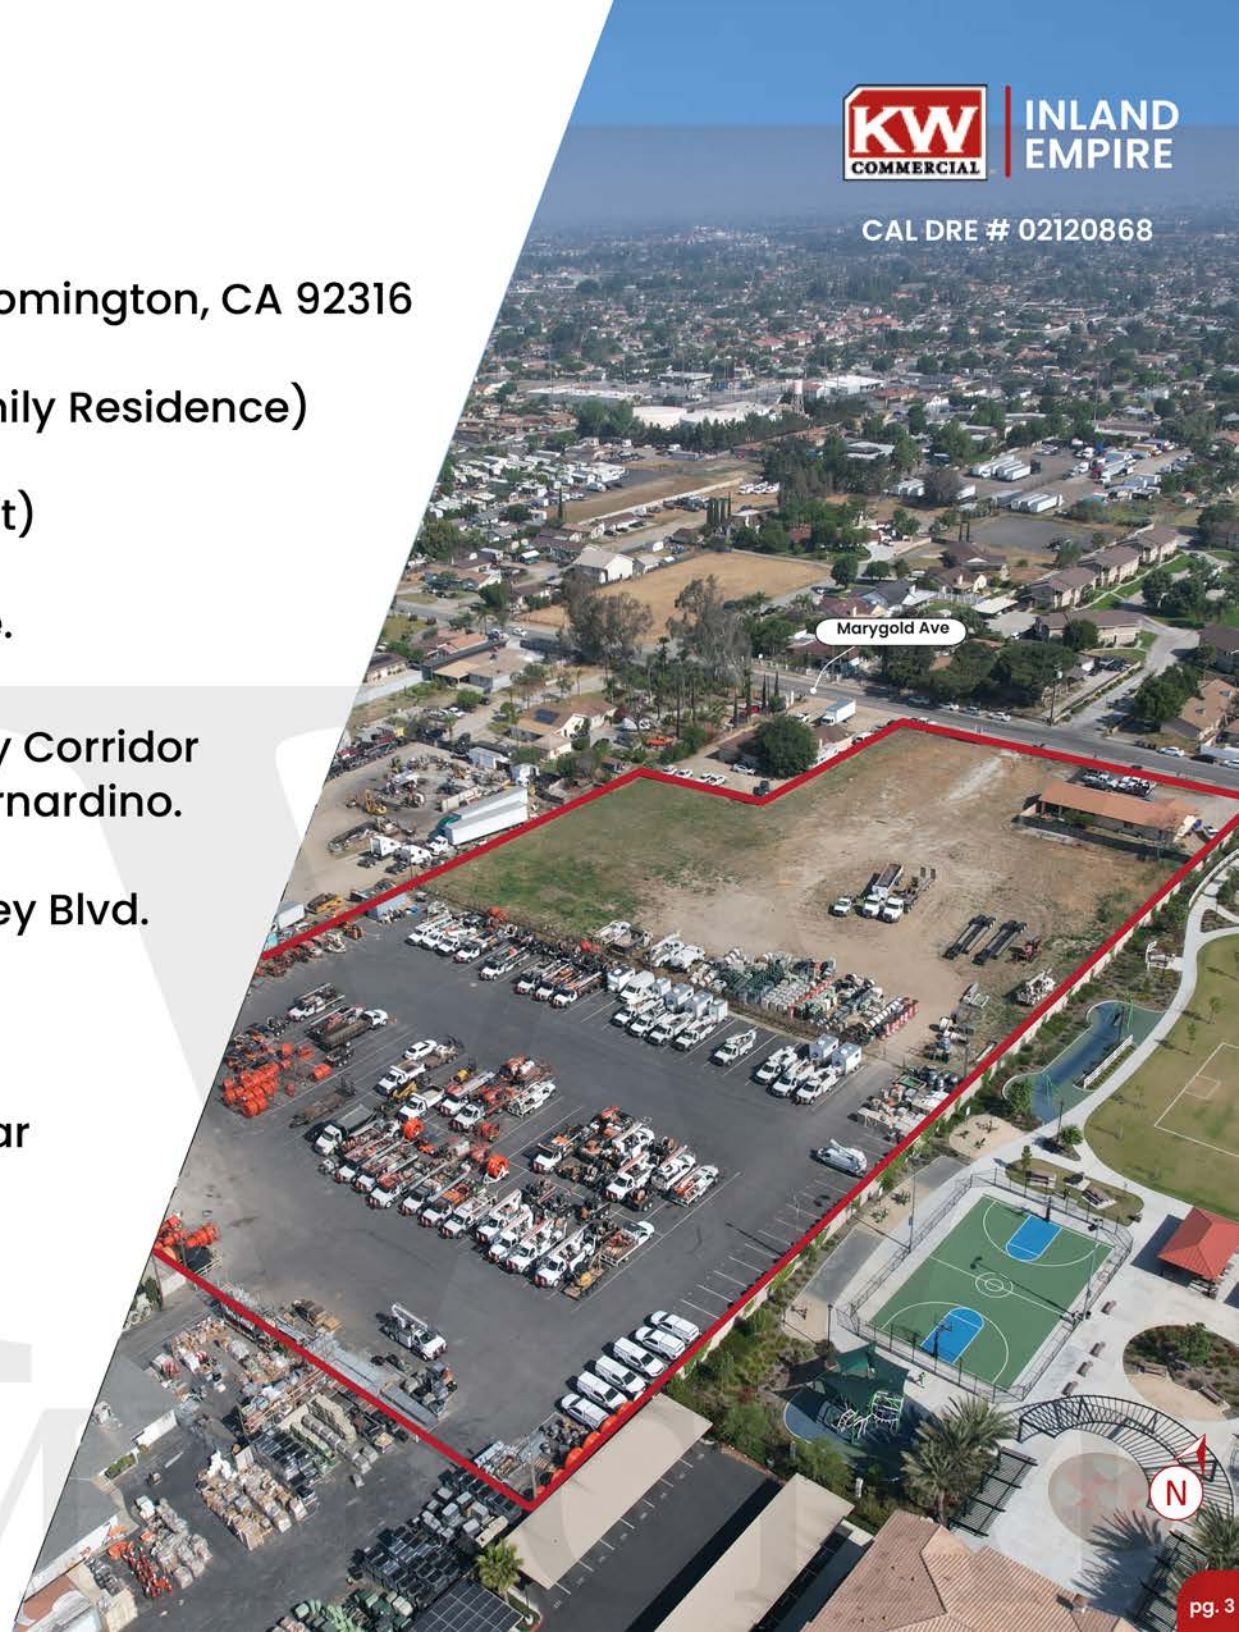 KW
COMMERCIAL
INLAND
EMPIRE
CAL DRE # 02120868
omington, CA 92316
nily Residence)
t)
.
y Corridor
rnardino.
ey Blvd.
ar
Marygold Ave
N
pg. 3